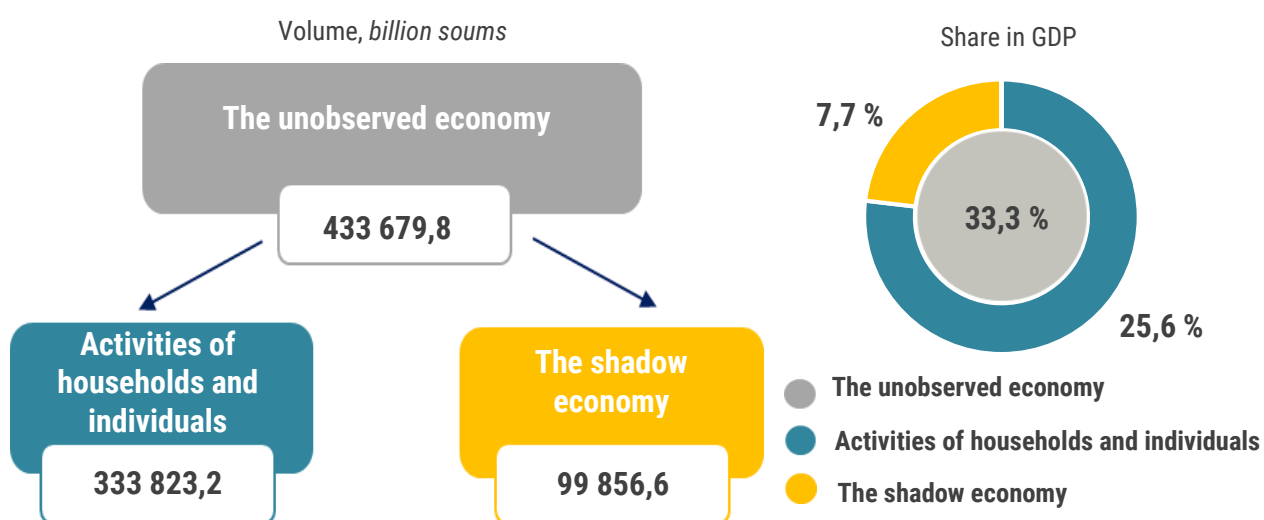 Volume, billion soums
The unobserved economy
433 679,8
Activities of
households and
individuals
333 823,2
The shadow
economy
99 856,6
Share in GDP
7,7 %
33,3 %
25,6 %
The unobserved economy
Activities of households and individuals
The shadow economy